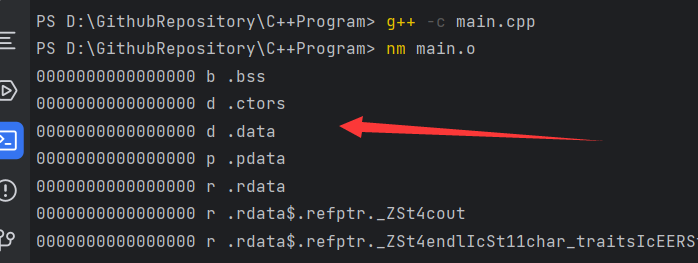 PS D:\GithubRepository\C++Program> g++ -c main.cpp
PS D:\GithubRepository\C++Program> nm main.o
0000000000000000 b .bss
0000000000000000 d .ctors
0000000000000000 d .data
0000000000000000 p .pdata
0000000000000000 r .rdata
0000000000000000 r .rdata$.refptr._ZSt4cout
0000000000000000 r .rdata$.refptr._ZSt4endlIcSt11char_traitsIcEERSt